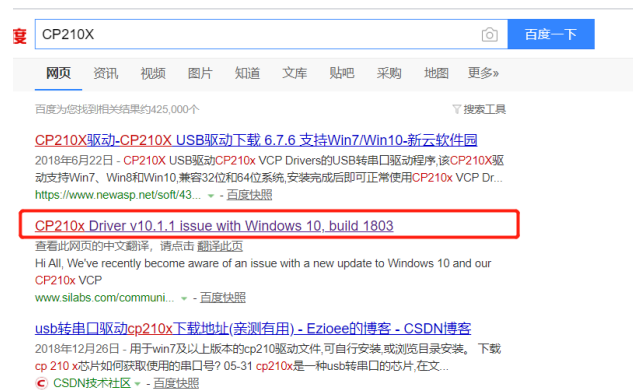 度 CP210X 百度一下
网页 资讯 视频 图片 知道 文库 贴吧 采购 地图 更多»
百度为您找到相关结果约425,000个 搜索工具
CP210X驱动-CP210X USB驱动下载 6.7.6 支持Win7/Win10-新云软件园
2018年6月22日 - CP210X USB驱动CP210x VCP Drivers的USB转串口驱动程序,该CP210X驱
动支持Win7、Win8和Win10,兼容32位和64位系统,安装完成后即可正常使用CP210x VCP Dr...
https://www.newasp.net/soft/43... - 百度快照
CP210x Driver v10.1.1 issue with Windows 10, build 1803
查看此网页的中文翻译，请点击 翻译此页
Hi All, We've recently become aware of an issue with a new update to Windows 10 and our
CP210x VCP
www.silabs.com/communi... - 百度快照
usb转串口驱动cp210x下载地址(亲测有用) - Ezioee的博客 - CSDN博客
2018年12月26日 - 用于win7及以上版本的cp210驱动文件,可自行安装,或浏览目录安装。 下载
cp 210 x芯片如何获取使用的串口号? 05-31 cp210x是一种usb转串口的芯片,在文...
CSDN技术社区 - 百度快照